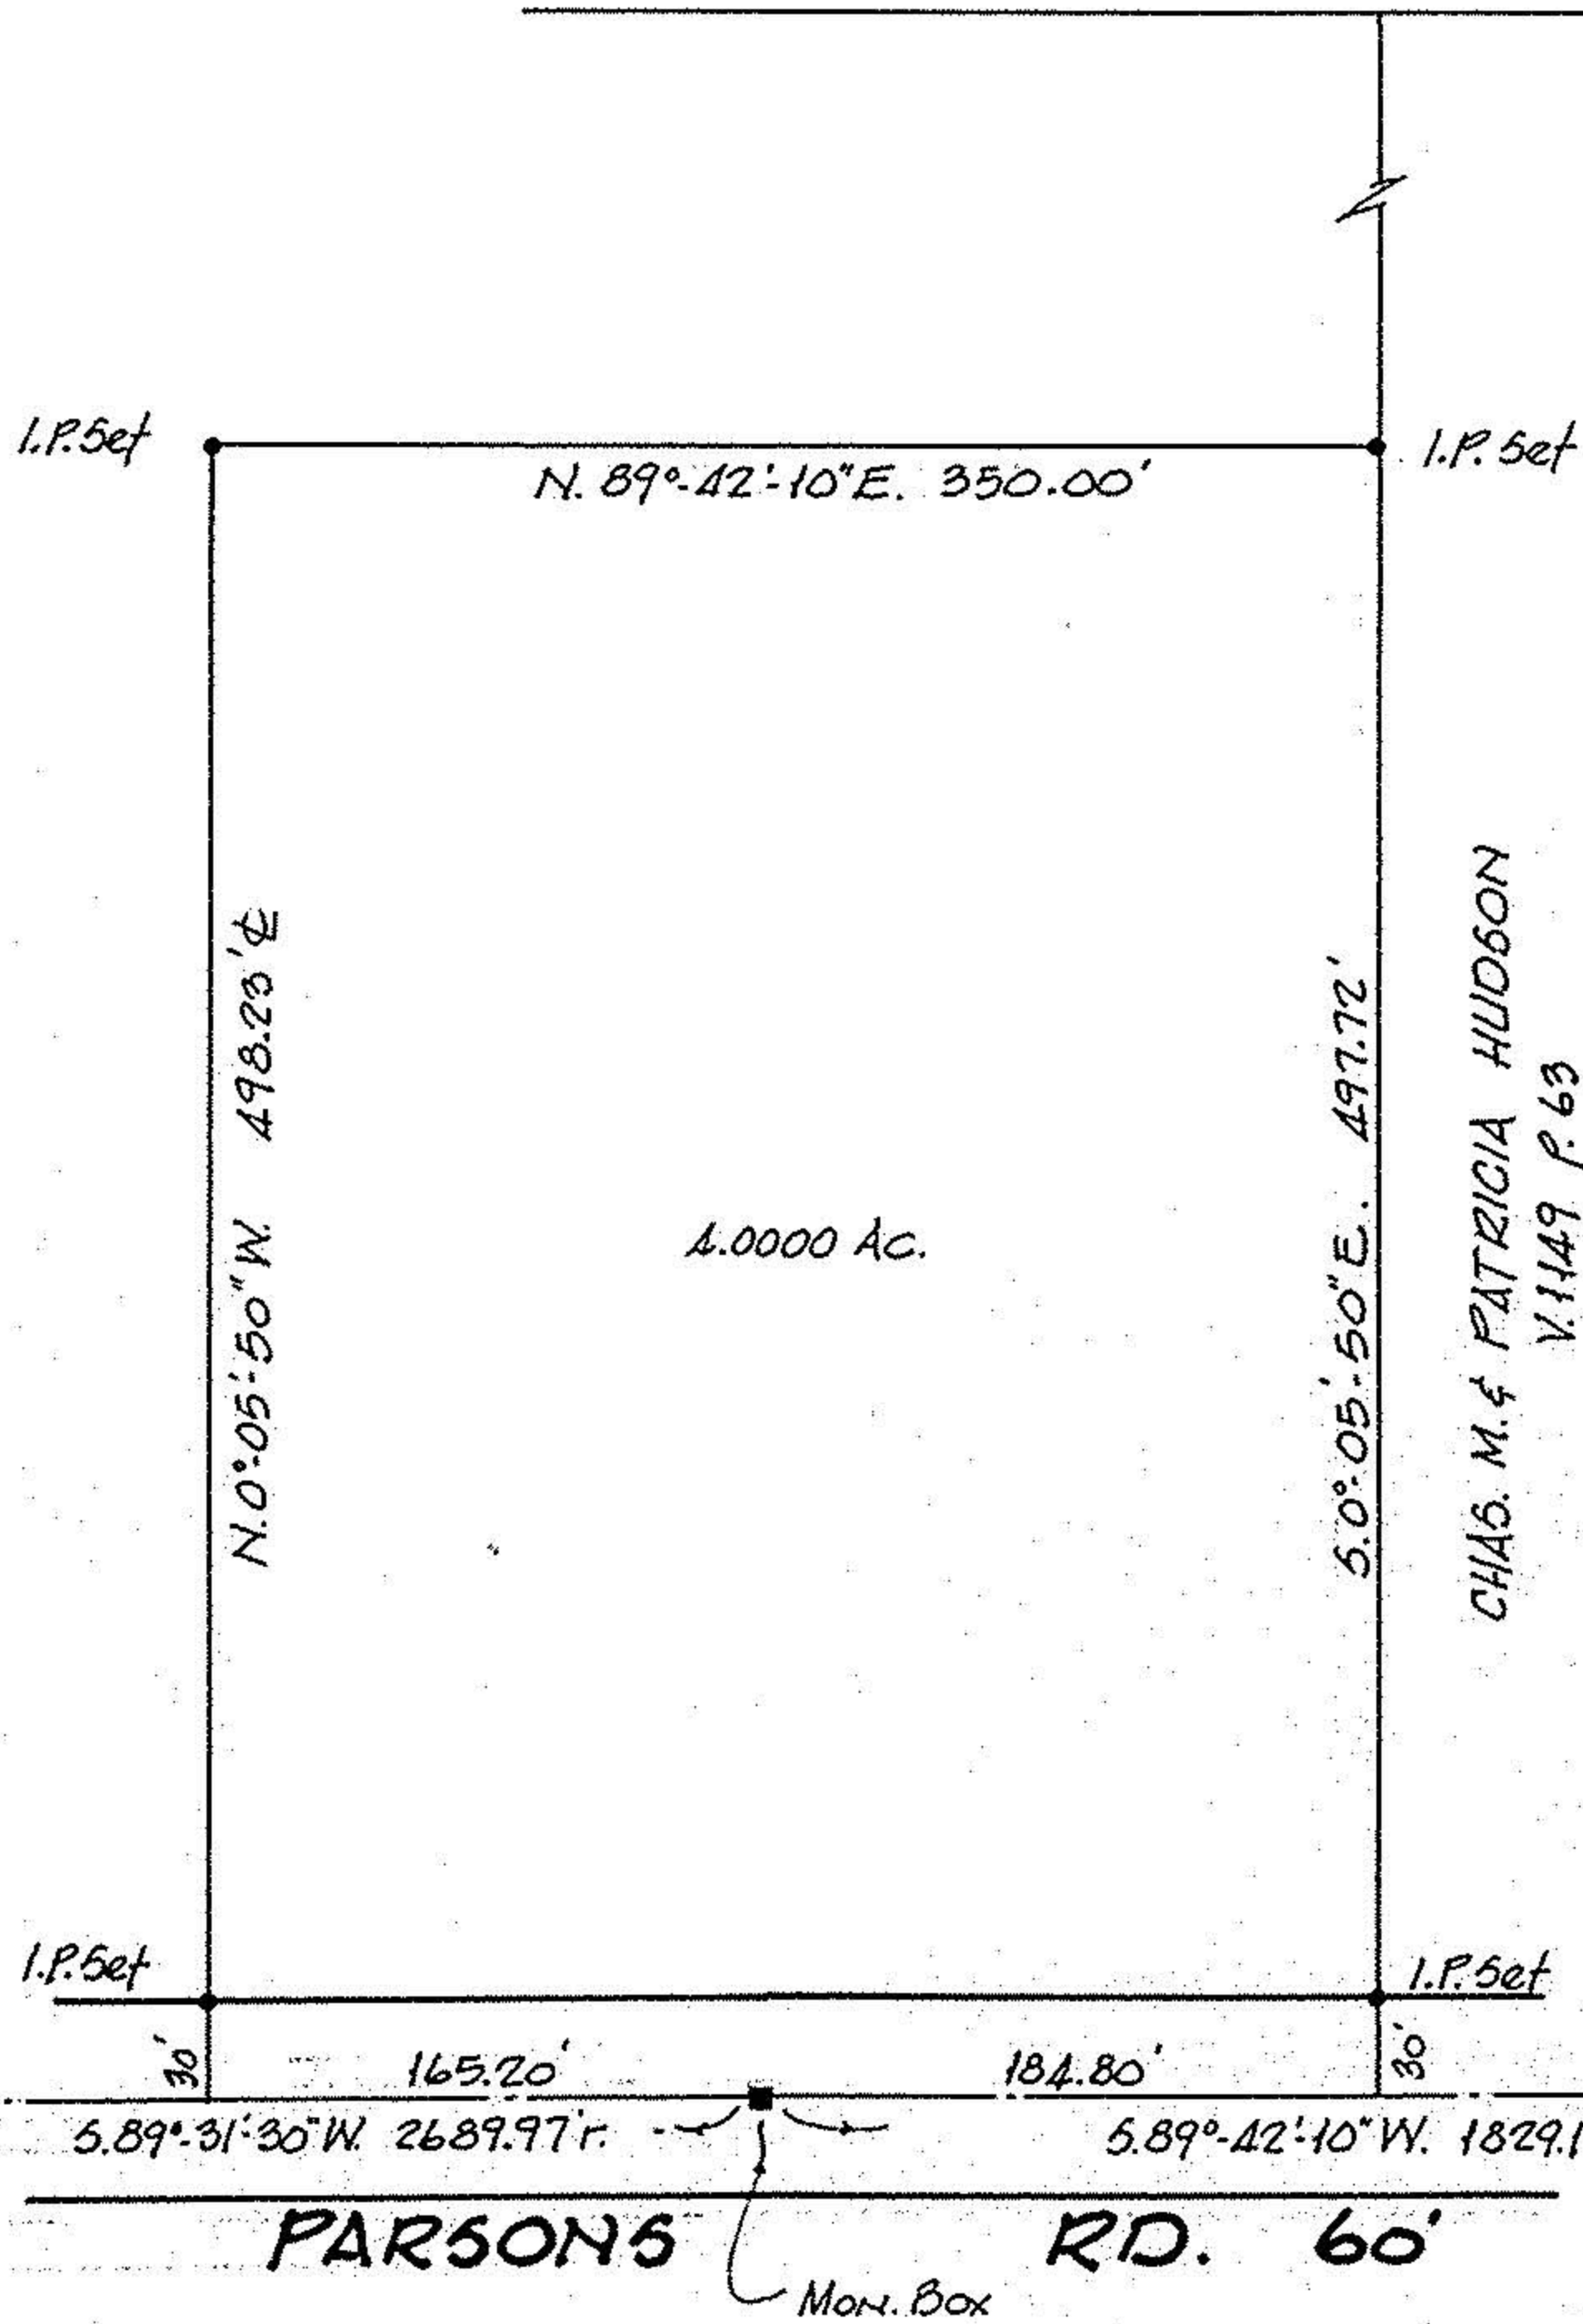 I.P. Set
I.P. Set
N. 89°-42'-10" E. 350.00'
N. 0°-05'-50" W. 498.23' ℄
S. 0°-05'-50" E. 497.72'
CHAS. M. & PATRICIA HUDSON
V. 1149 P. 63
4.0000 Ac.
I.P. Set
I.P. Set
30'
165.20'
184.80'
30'
S. 89°-31'-30" W. 2689.97' r.
S. 89°-42'-10" W. 1829.1
PARSONS RD. 60'
Mon. Box